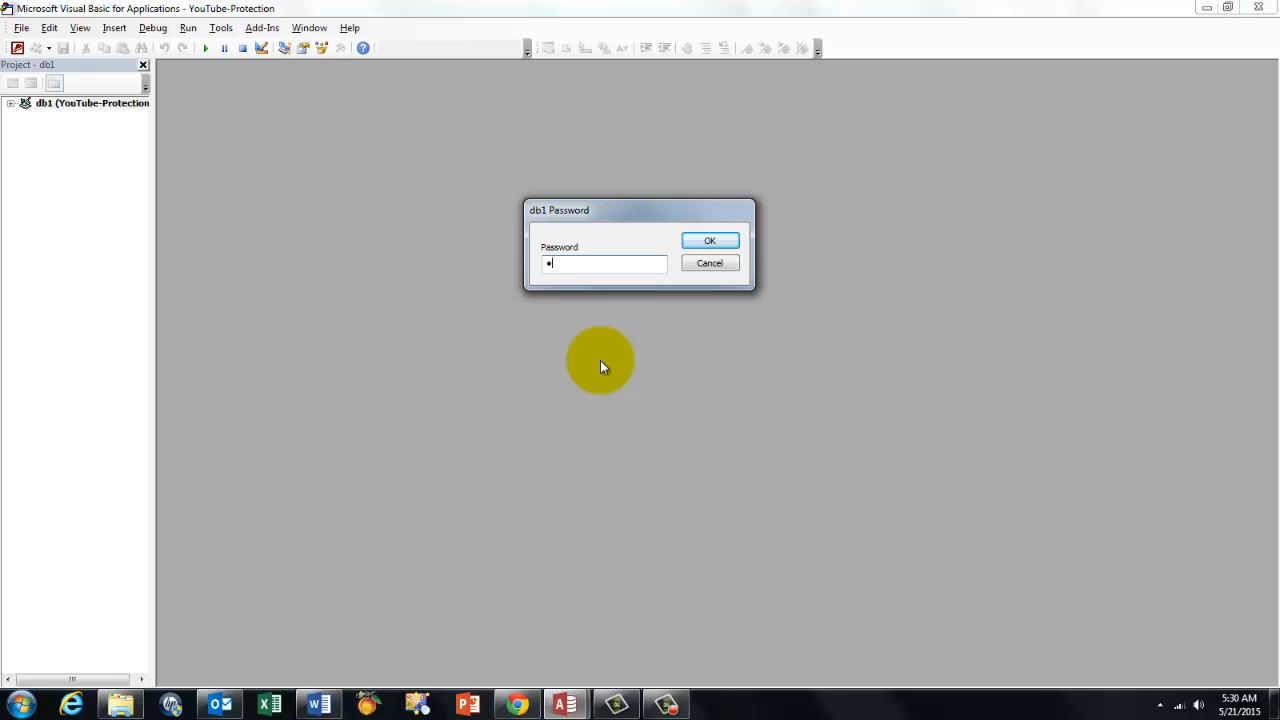 Microsoft Visual Basic for Applications - YouTube-Protection
File Edit View Insert Debug Run Tools Add-Ins Window Help
Project - db1
db1 (YouTube-Protection
db1 Password
Password
OK
Cancel
5:30 AM
5/21/2015